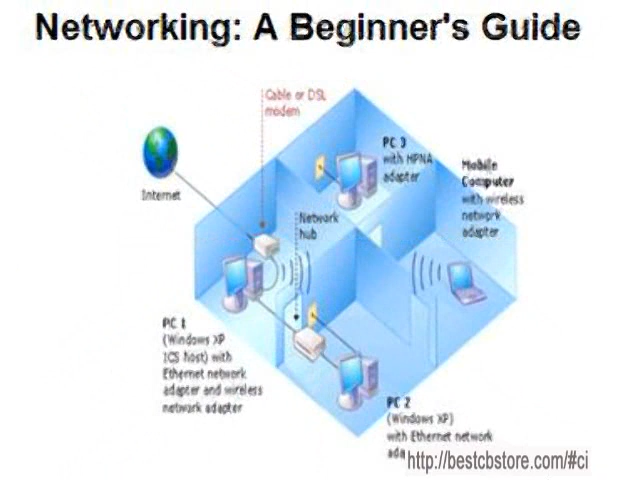 Networking: A Beginner's Guide
Cable or DSL
modem
PC 3
with HPNA
adapter
Mobile
Computer
with wireless
network
adapter
Internet
Network
hub
PC 1
(Windows XP
ICS host) with
Ethernet network
adapter and wireless
network adapter
PC 2
(Windows XP)
with Ethernet network
ada
http://bestcbstore.com/#ci